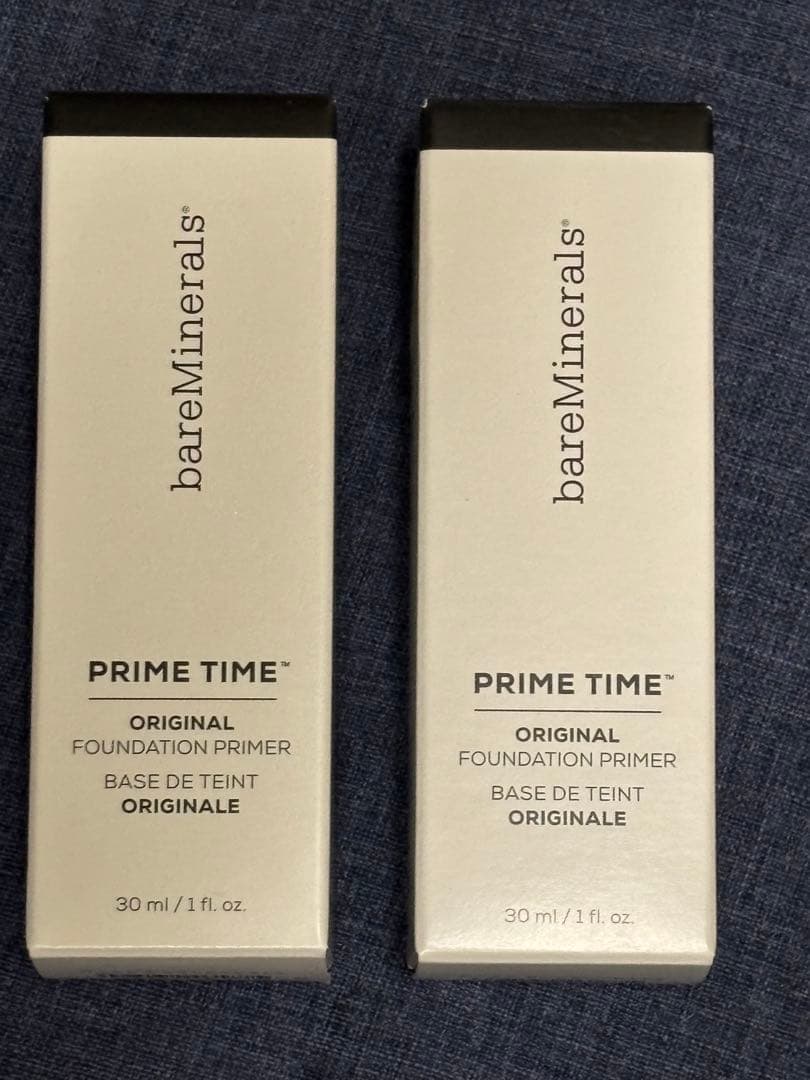 bareMinerals®
PRIME TIME™
ORIGINAL
FOUNDATION PRIMER
BASE DE TEINT
ORIGINALE
30 ml / 1 fl. oz.
bareMinerals®
PRIME TIME™
ORIGINAL
FOUNDATION PRIMER
BASE DE TEINT
ORIGINALE
30 ml / 1 fl. oz.